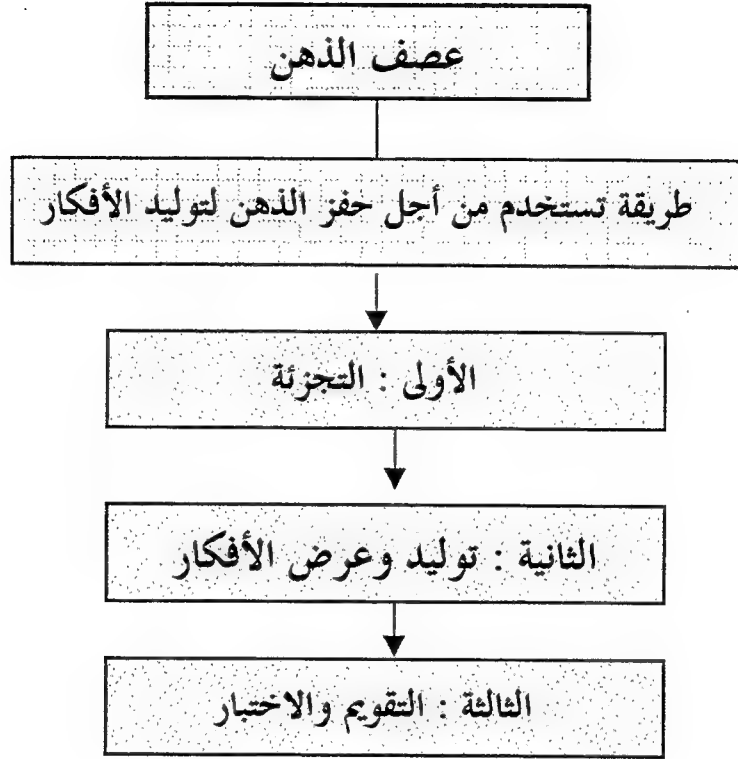 عصف الذهن
طريقة تستخدم من أجل حفز الذهن لتوليد الأفكار
الأولى : التجزئة
الثانية : توليد وعرض الأفكار
الثالثة : التقويم والاختبار